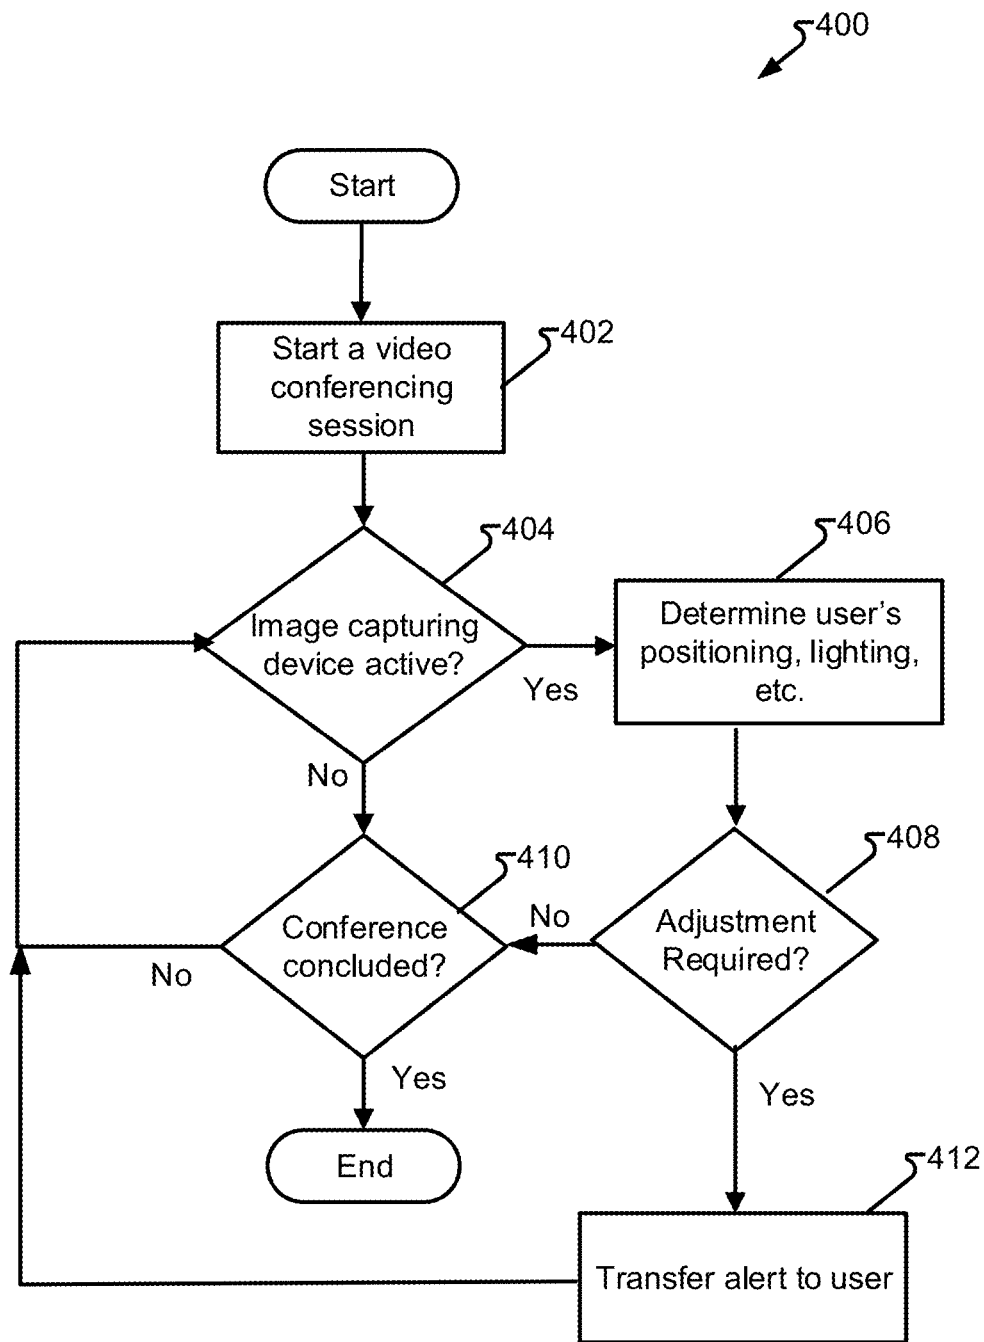 400
Start
Start a video
conferencing
session
402
404
Image capturing
device active?
Yes
No
406
Determine user's
positioning, lighting,
etc.
408
Adjustment
Required?
No
Yes
410
Conference
concluded?
No
Yes
End
412
Transfer alert to user